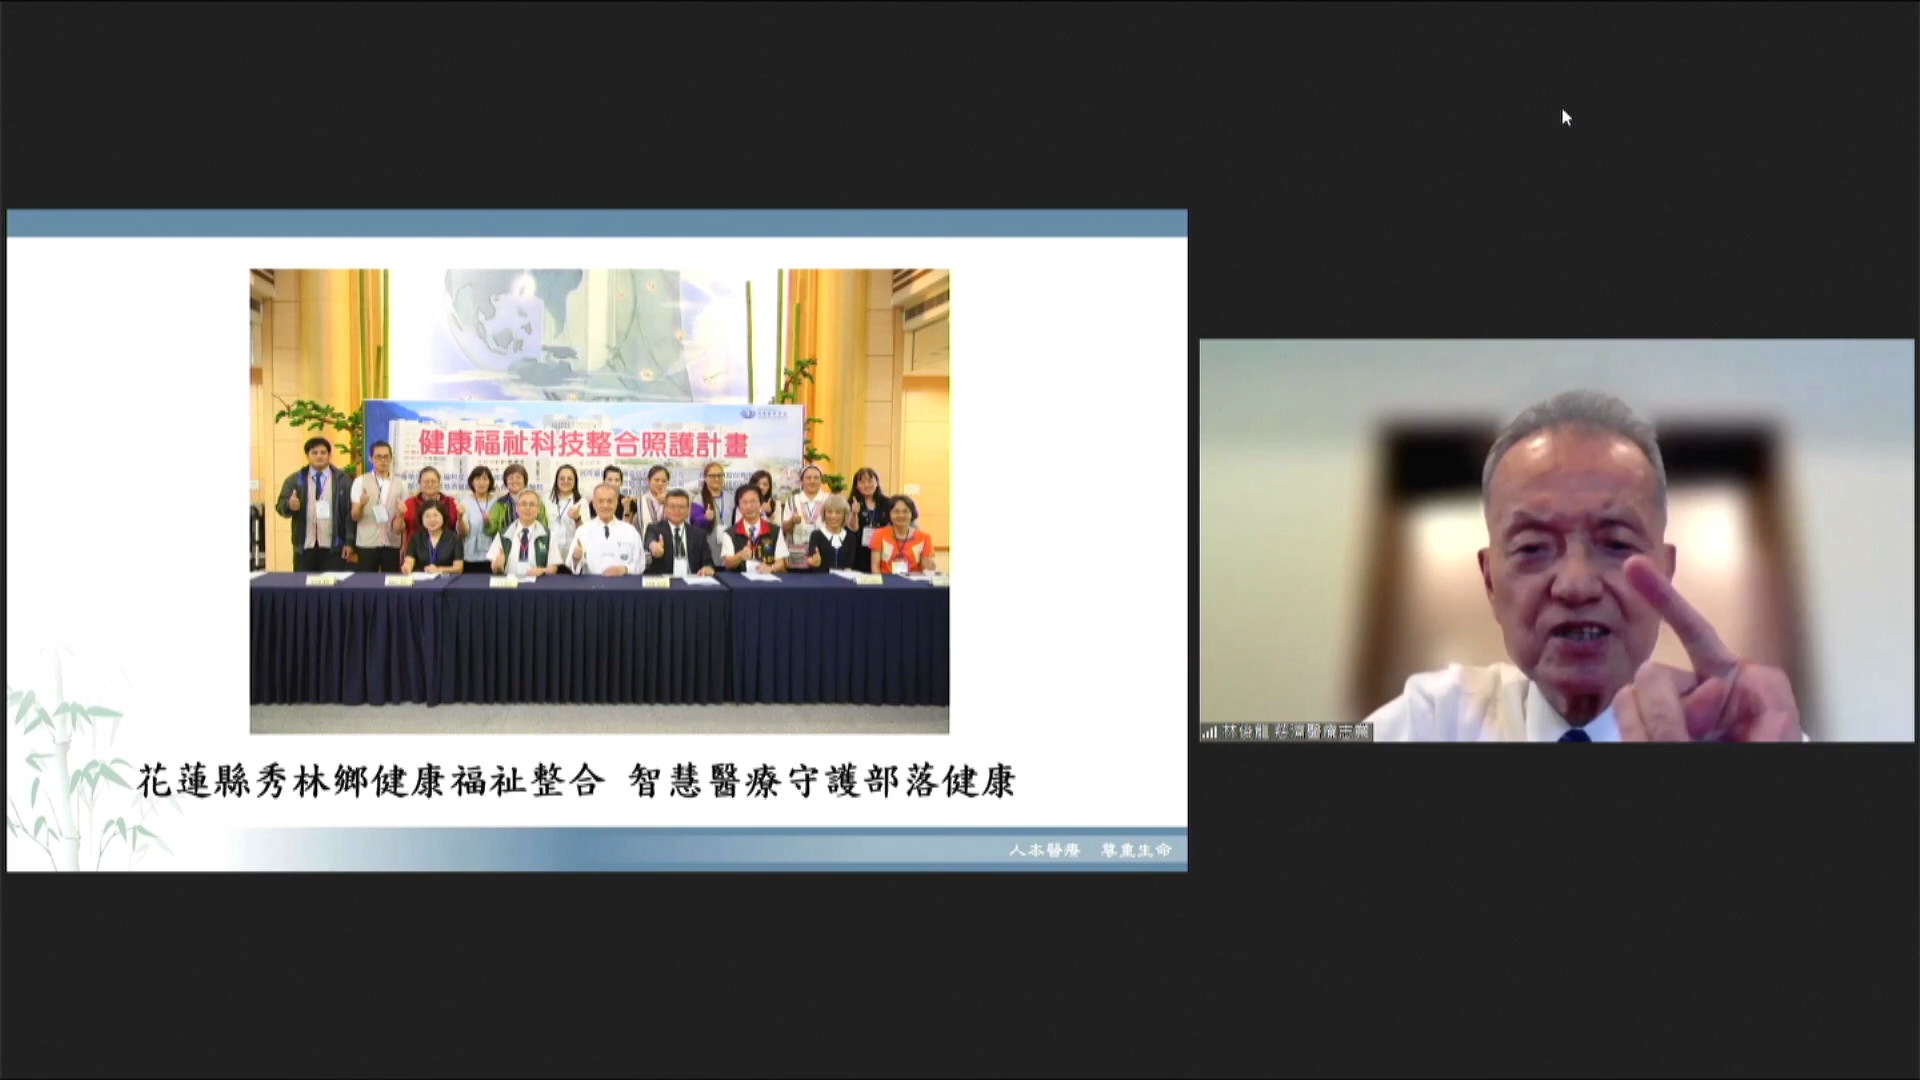 健康福祉科技整合照護計畫
花蓮縣秀林鄉健康福祉整合 智慧醫療守護部落健康
人本醫療 尊重生命
林俊龍 慈濟醫療志業